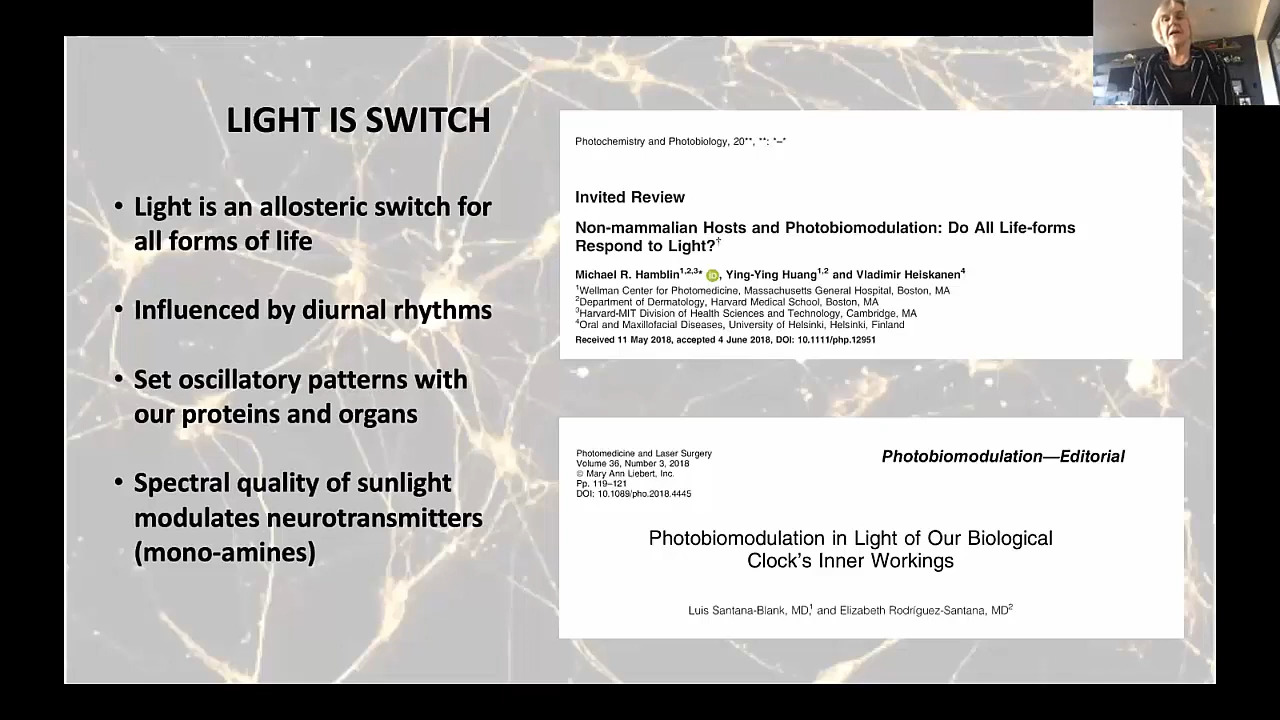 LIGHT IS SWITCH
• Light is an allosteric switch for
all forms of life
• Influenced by diurnal rhythms
• Set oscillatory patterns with
our proteins and organs
• Spectral quality of sunlight
modulates neurotransmitters
(mono-amines)
Photochemistry and Photobiology, 20**, **: *–*
Invited Review
Non-mammalian Hosts and Photobiomodulation: Do All Life-forms
Respond to Light?†
Michael R. Hamblin1,2,3* iD, Ying-Ying Huang1,2 and Vladimir Heiskanen4
1Wellman Center for Photomedicine, Massachusetts General Hospital, Boston, MA
2Department of Dermatology, Harvard Medical School, Boston, MA
3Harvard-MIT Division of Health Sciences and Technology, Cambridge, MA
4Oral and Maxillofacial Diseases, University of Helsinki, Helsinki, Finland
Received 11 May 2018, accepted 4 June 2018, DOI: 10.1111/php.12951
Photomedicine and Laser Surgery
Volume 36, Number 3, 2018
© Mary Ann Liebert, Inc.
Pp. 119–121
DOI: 10.1089/pho.2018.4445
Photobiomodulation—Editorial
Photobiomodulation in Light of Our Biological
Clock's Inner Workings
Luis Santana-Blank, MD,1 and Elizabeth Rodríguez-Santana, MD2